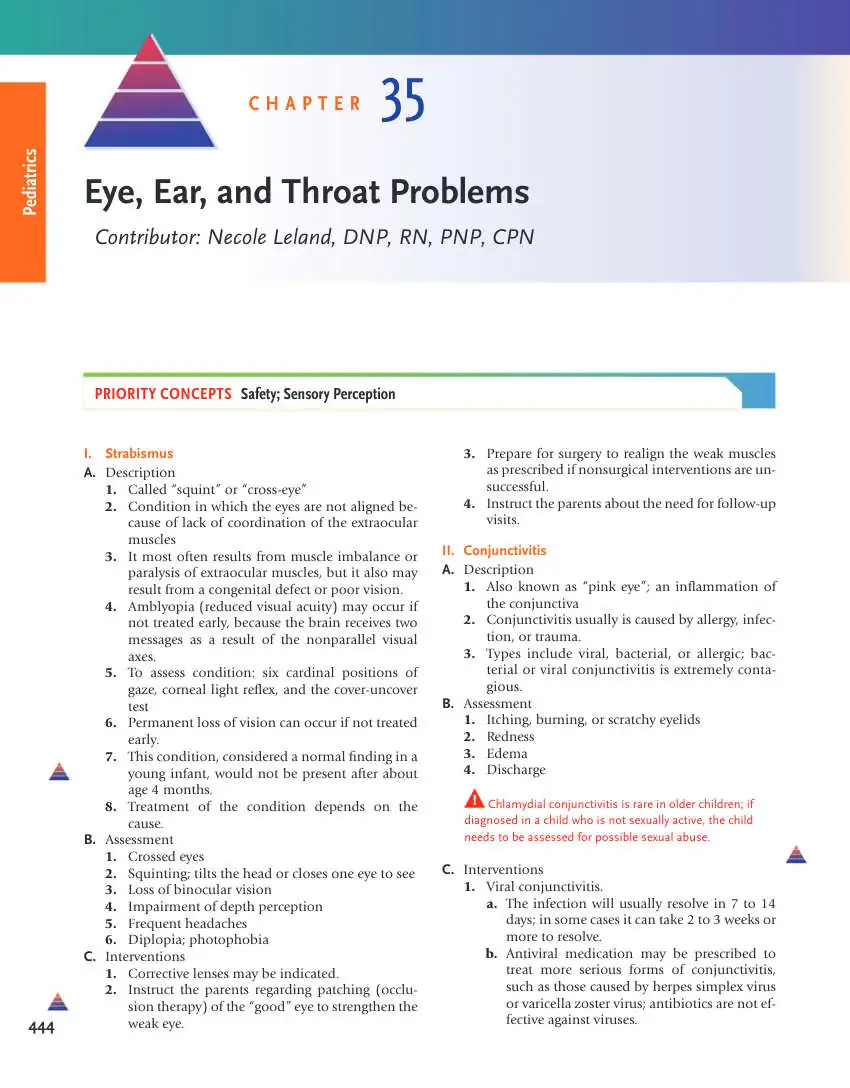 CHAPTER 35
Pediatrics
Eye, Ear, and Throat Problems
Contributor: Necole Leland, DNP, RN, PNP, CPN
PRIORITY CONCEPTS Safety; Sensory Perception
I. Strabismus
A. Description
1. Called “squint” or “cross-eye”
2. Condition in which the eyes are not aligned be-
cause of lack of coordination of the extraocular
muscles
3. It most often results from muscle imbalance or
paralysis of extraocular muscles, but it also may
result from a congenital defect or poor vision.
4. Amblyopia (reduced visual acuity) may occur if
not treated early, because the brain receives two
messages as a result of the nonparallel visual
axes.
5. To assess condition: six cardinal positions of
gaze, corneal light reflex, and the cover-uncover
test
6. Permanent loss of vision can occur if not treated
early.
7. This condition, considered a normal finding in a
young infant, would not be present after about
age 4 months.
8. Treatment of the condition depends on the
cause.
B. Assessment
1. Crossed eyes
2. Squinting; tilts the head or closes one eye to see
3. Loss of binocular vision
4. Impairment of depth perception
5. Frequent headaches
6. Diplopia; photophobia
C. Interventions
1. Corrective lenses may be indicated.
2. Instruct the parents regarding patching (occlu-
sion therapy) of the “good” eye to strengthen the
weak eye.
3. Prepare for surgery to realign the weak muscles
as prescribed if nonsurgical interventions are un-
successful.
4. Instruct the parents about the need for follow-up
visits.
II. Conjunctivitis
A. Description
1. Also known as “pink eye”; an inflammation of
the conjunctiva
2. Conjunctivitis usually is caused by allergy, infec-
tion, or trauma.
3. Types include viral, bacterial, or allergic; bac-
terial or viral conjunctivitis is extremely conta-
gious.
B. Assessment
1. Itching, burning, or scratchy eyelids
2. Redness
3. Edema
4. Discharge
Chlamydial conjunctivitis is rare in older children; if
diagnosed in a child who is not sexually active, the child
needs to be assessed for possible sexual abuse.
C. Interventions
1. Viral conjunctivitis.
a. The infection will usually resolve in 7 to 14
days; in some cases it can take 2 to 3 weeks or
more to resolve.
b. Antiviral medication may be prescribed to
treat more serious forms of conjunctivitis,
such as those caused by herpes simplex virus
or varicella zoster virus; antibiotics are not ef-
fective against viruses.
444